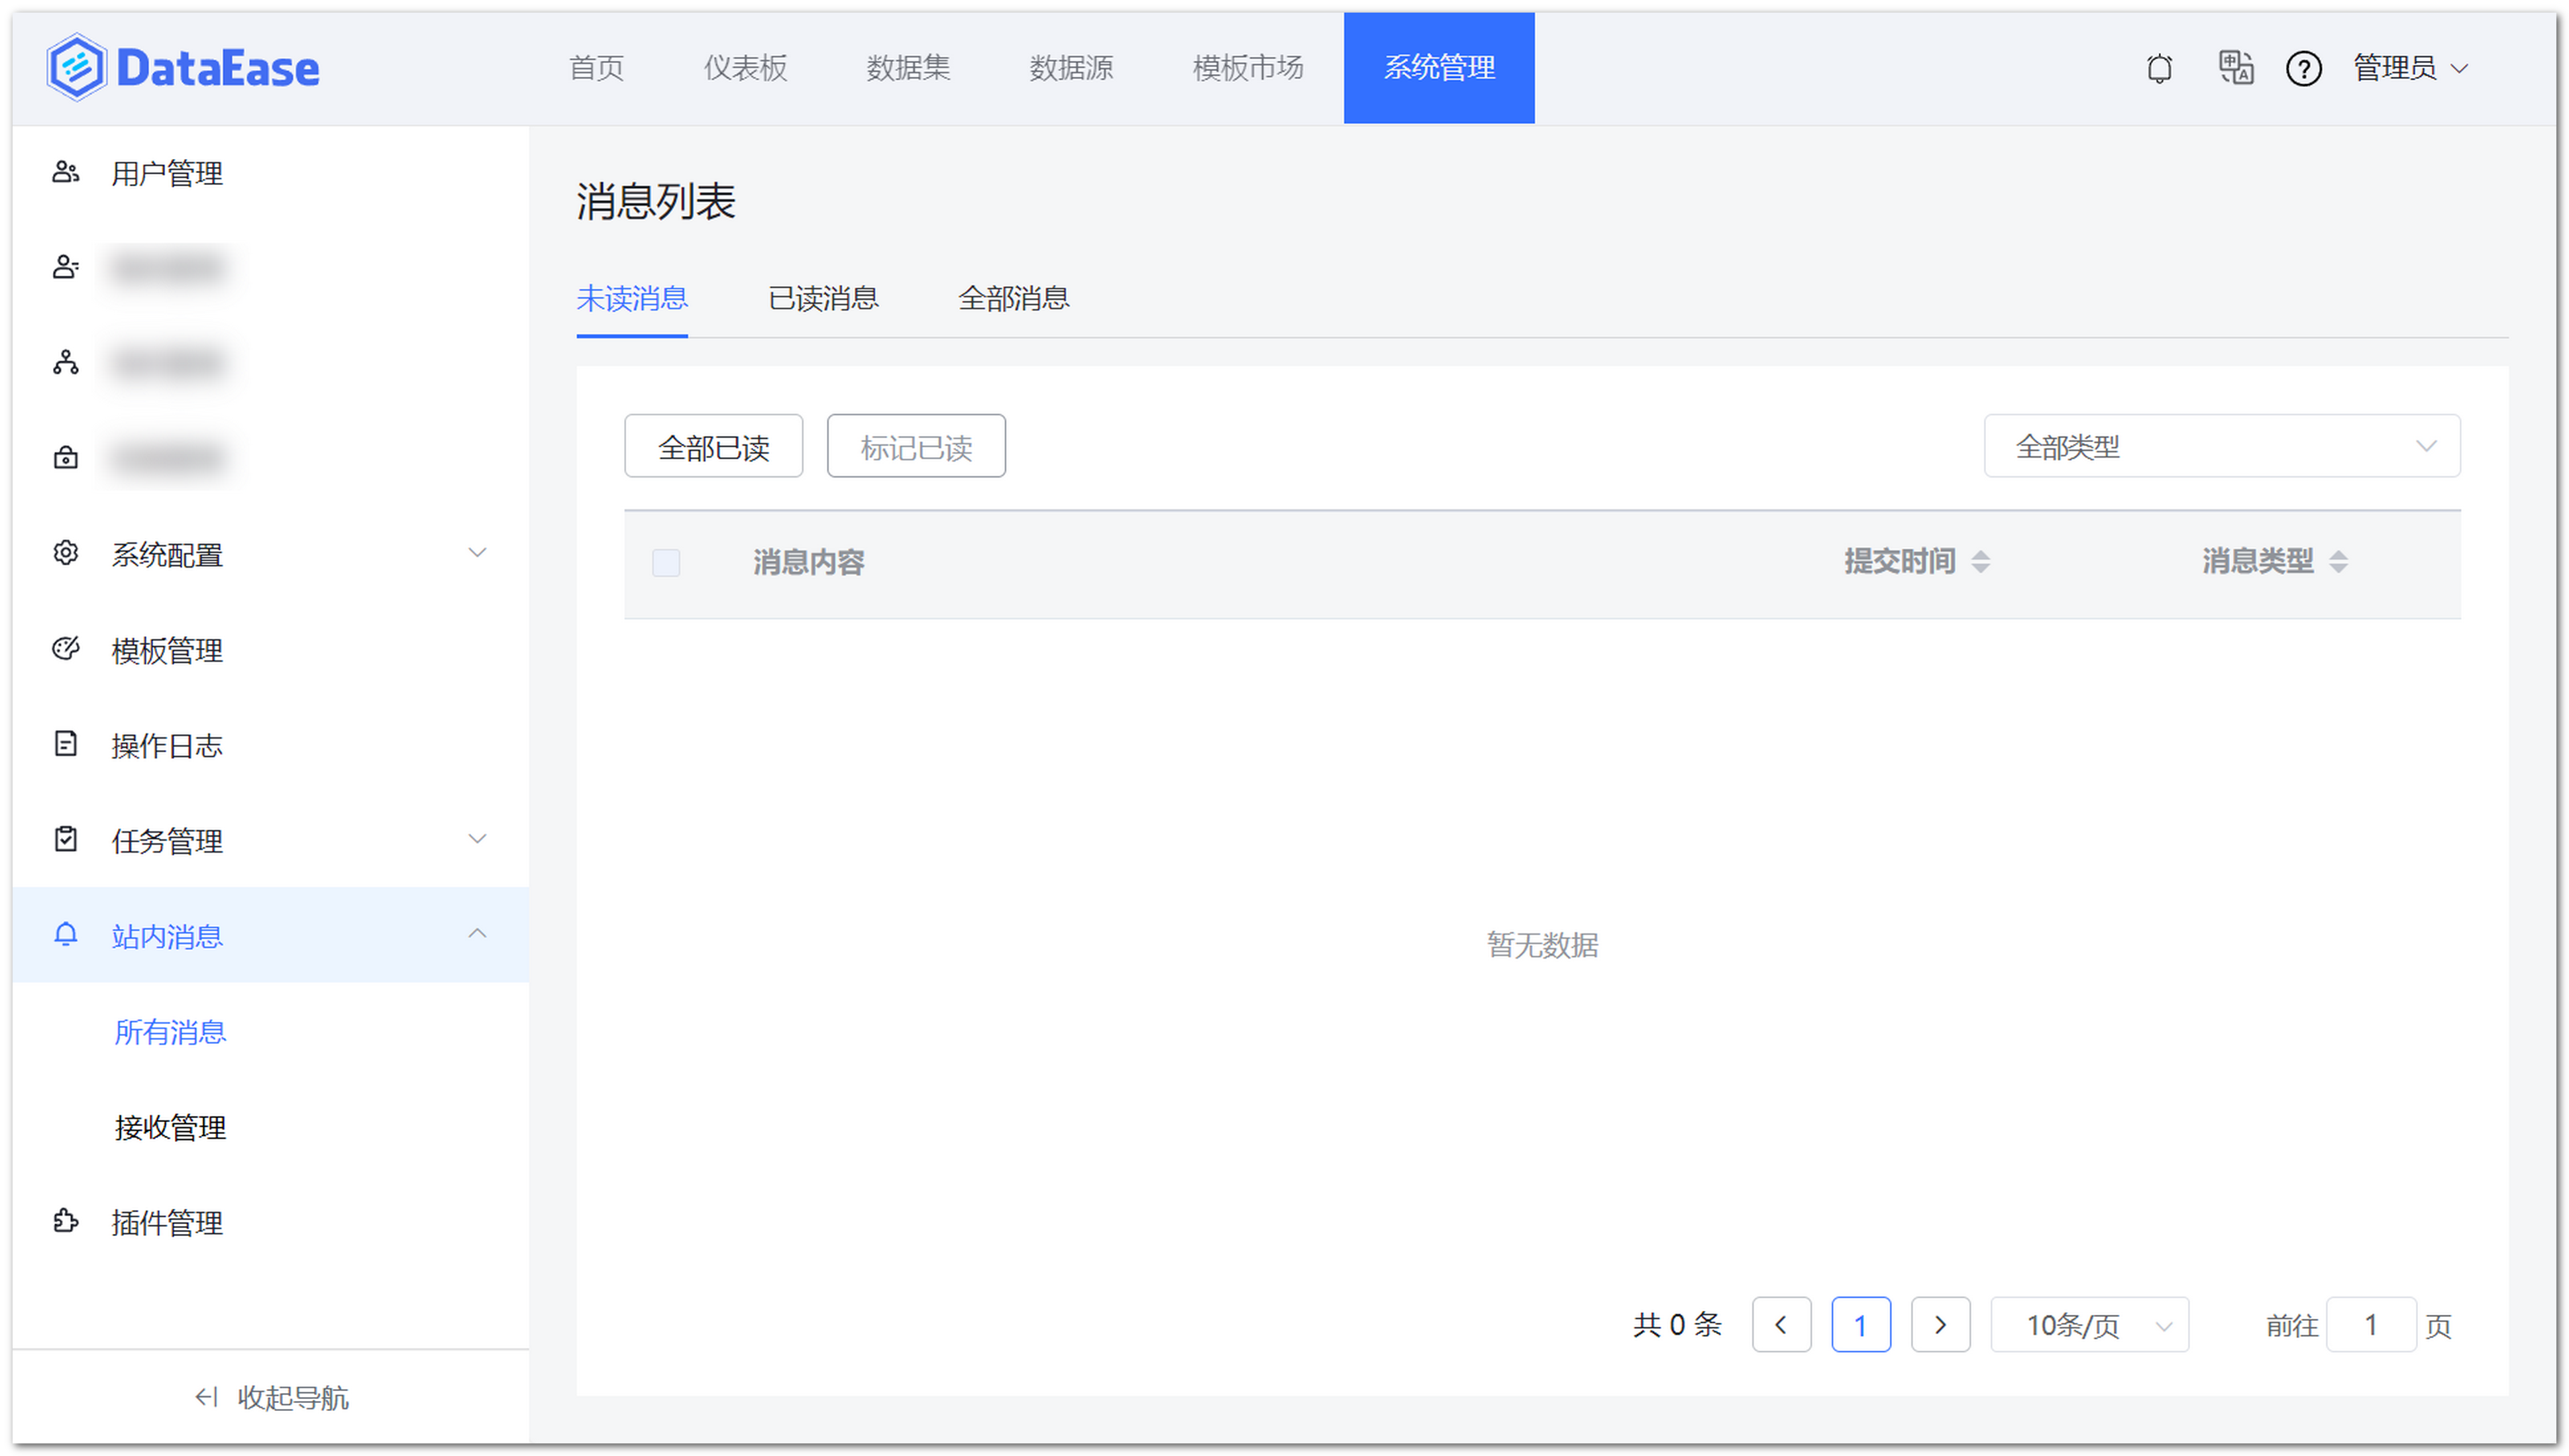 DataEase 首页 仪表板 数据集 数据源 模板市场 系统管理 管理员
用户管理
系统配置
模板管理
操作日志
任务管理
站内消息
所有消息
接收管理
插件管理
收起导航
消息列表
未读消息 已读消息 全部消息
全部已读 标记已读 全部类型
消息内容 提交时间 消息类型
暂无数据
共 0 条 1 10条/页 前往 1 页